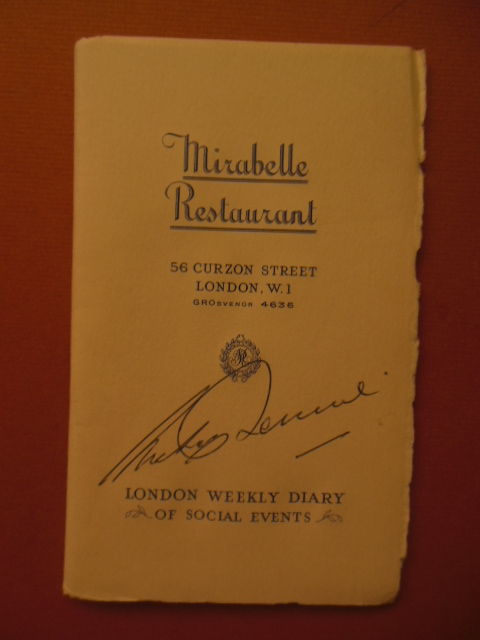 Mirabelle
Restaurant
56 CURZON STREET
LONDON, W.1
GROSVENOR 4636
LONDON WEEKLY DIARY
OF SOCIAL EVENTS